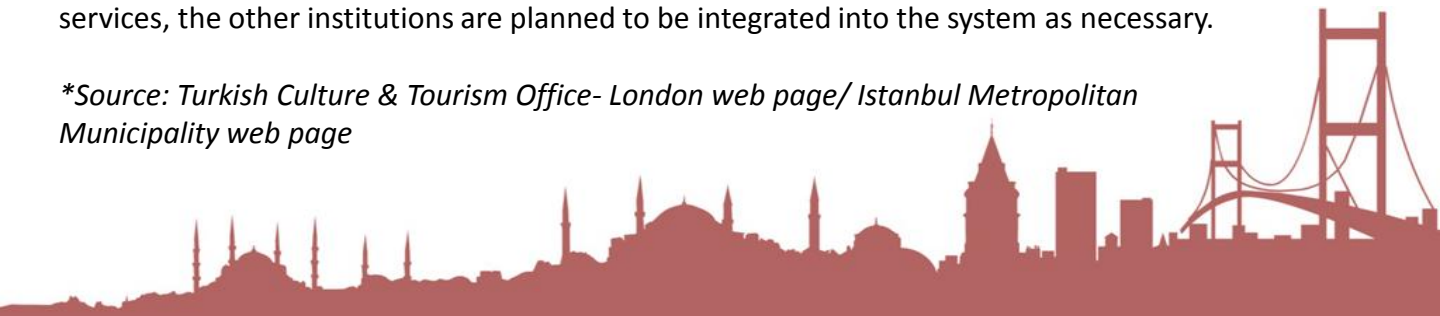 services, the other institutions are planned to be integrated into the system as necessary.
*Source: Turkish Culture & Tourism Office- London web page/ Istanbul Metropolitan
Municipality web page